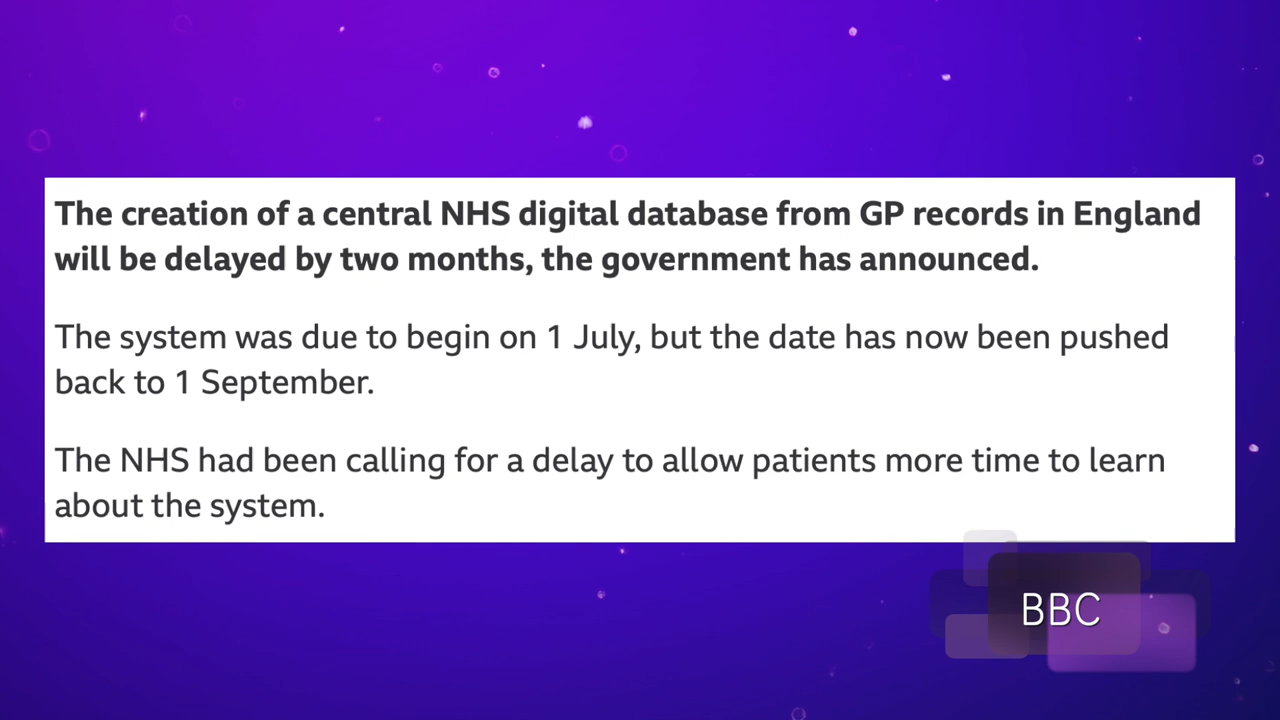 The creation of a central NHS digital database from GP records in England
will be delayed by two months, the government has announced.
The system was due to begin on 1 July, but the date has now been pushed
back to 1 September.
The NHS had been calling for a delay to allow patients more time to learn
about the system.
BBC